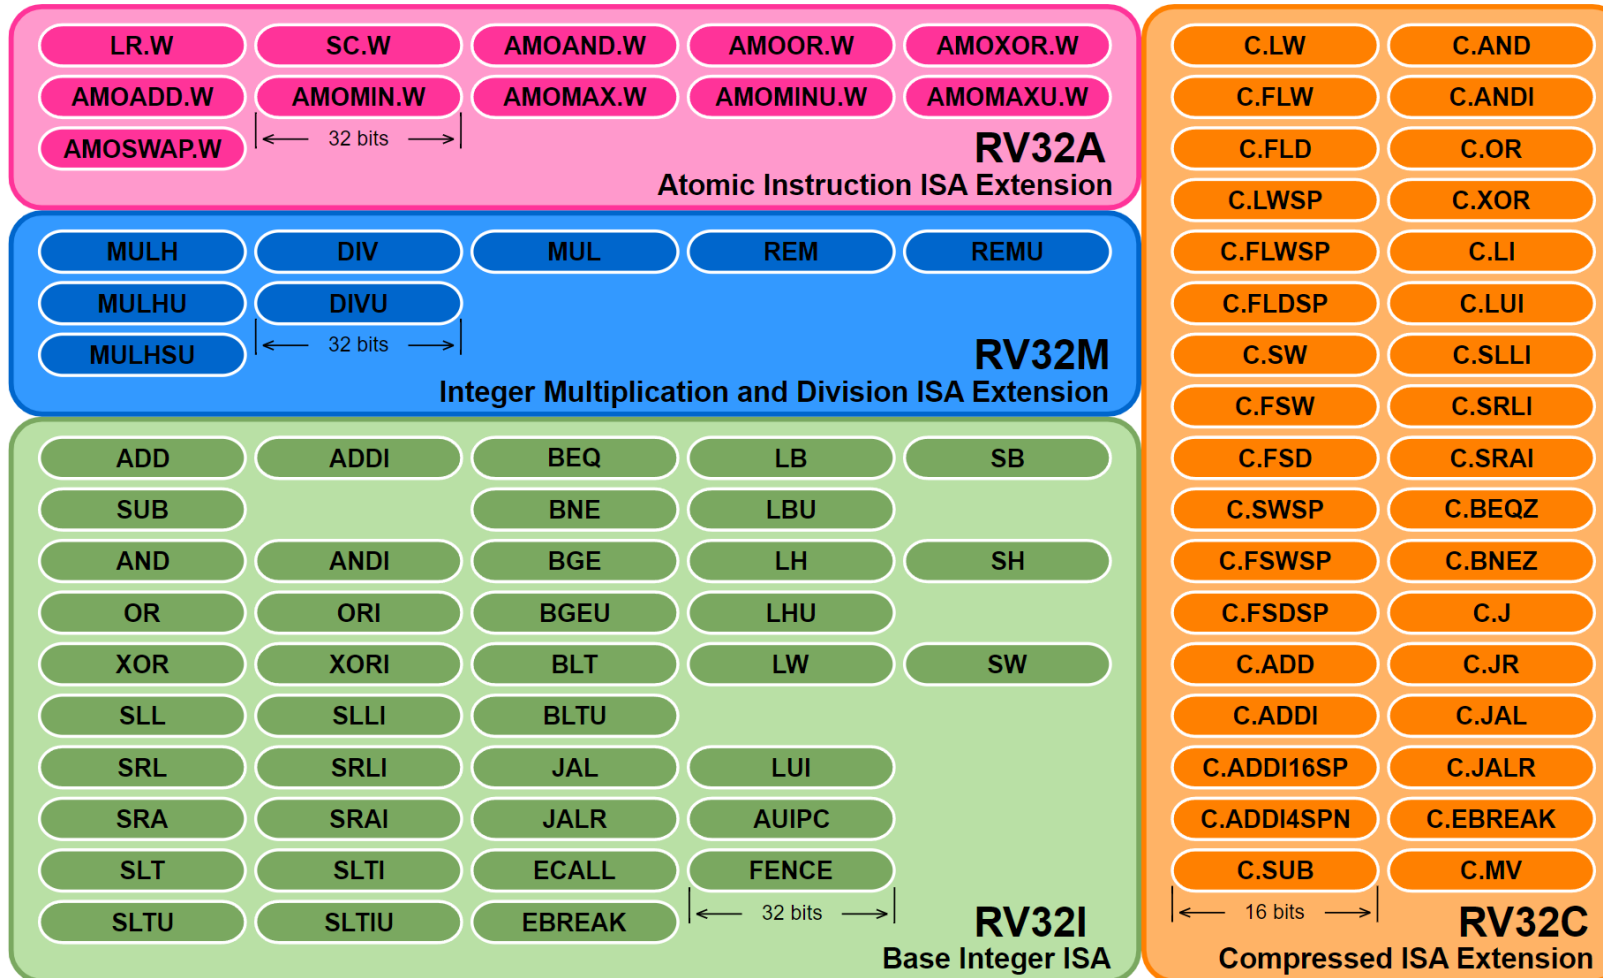 LR.W SC.W AMOAND.W AMOOR.W AMOXOR.W
AMOADD.W AMOMIN.W AMOMAX.W AMOMINU.W AMOMAXU.W
AMOSWAP.W 32 bits
RV32A
Atomic Instruction ISA Extension
MULH DIV MUL REM REMU
MULHU DIVU
MULHSU 32 bits
RV32M
Integer Multiplication and Division ISA Extension
ADD ADDI BEQ LB SB
SUB BNE LBU
AND ANDI BGE LH SH
OR ORI BGEU LHU
XOR XORI BLT LW SW
SLL SLLI BLTU
SRL SRLI JAL LUI
SRA SRAI JALR AUIPC
SLT SLTI ECALL FENCE
SLTU SLTIU EBREAK 32 bits
RV32I
Base Integer ISA
C.LW C.AND
C.FLW C.ANDI
C.FLD C.OR
C.LWSP C.XOR
C.FLWSP C.LI
C.FLDSP C.LUI
C.SW C.SLLI
C.FSW C.SRLI
C.FSD C.SRAI
C.SWSP C.BEQZ
C.FSWSP C.BNEZ
C.FSDSP C.J
C.ADD C.JR
C.ADDI C.JAL
C.ADDI16SP C.JALR
C.ADDI4SPN C.EBREAK
C.SUB C.MV
16 bits
RV32C
Compressed ISA Extension